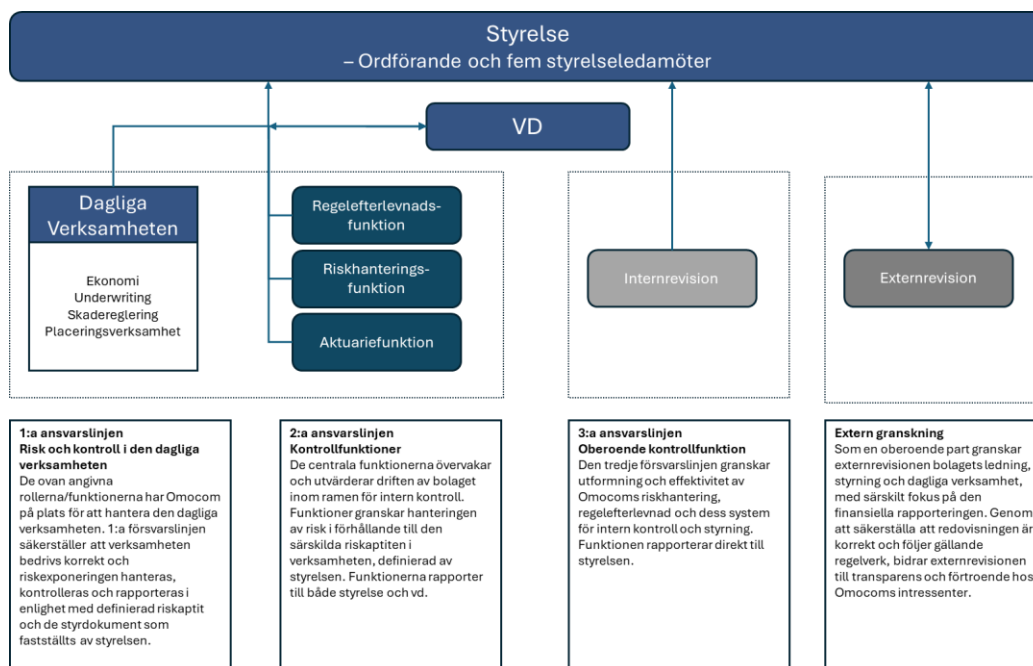 Styrelse
– Ordförande och fem styrelseledamöter
VD
Dagliga
Verksamheten
Ekonomi
Underwriting
Skadereglering
Placeringsverksamhet
Regelefterlevnads-
funktion
Riskhanterings-
funktion
Aktuariefunktion
Internrevision
Externrevision
1:a ansvarslinjen
Risk och kontroll i den dagliga
verksamheten
De ovan angivna
rollerna/funktionerna har Omocom
på plats för att hantera den dagliga
verksamheten. 1:a försvarslinjen
säkerställer att verksamheten
bedrivs korrekt och
riskexponeringen hanteras,
kontrolleras och rapporteras i
enlighet med definierad riskaptit
och de styrdokument som
fastställts av styrelsen.
2:a ansvarslinjen
Kontrollfunktioner
De centrala funktionerna övervakar
och utvärderar driften av bolaget
inom ramen för intern kontroll.
Funktioner granskar hanteringen
av risk i förhållande till den
särskilda riskaptiten i
verksamheten, definierad av
styrelsen. Funktionerna rapporter
till både styrelse och vd.
3:a ansvarslinjen
Oberoende kontrollfunktion
Den tredje försvarslinjen granskar
utformning och effektivitet av
Omocoms riskhantering,
regelefterlevnad och dess system
för intern kontroll och styrning.
Funktionen rapporterar direkt till
styrelsen.
Extern granskning
Som en oberoende part granskar
externrevisionen bolagets ledning,
styrning och dagliga verksamhet,
med särskilt fokus på den
finansiella rapporteringen. Genom
att säkerställa att redovisningen är
korrekt och följer gällande
regelverk, bidrar externrevisionen
till transparens och förtroende hos
Omocoms intressenter.